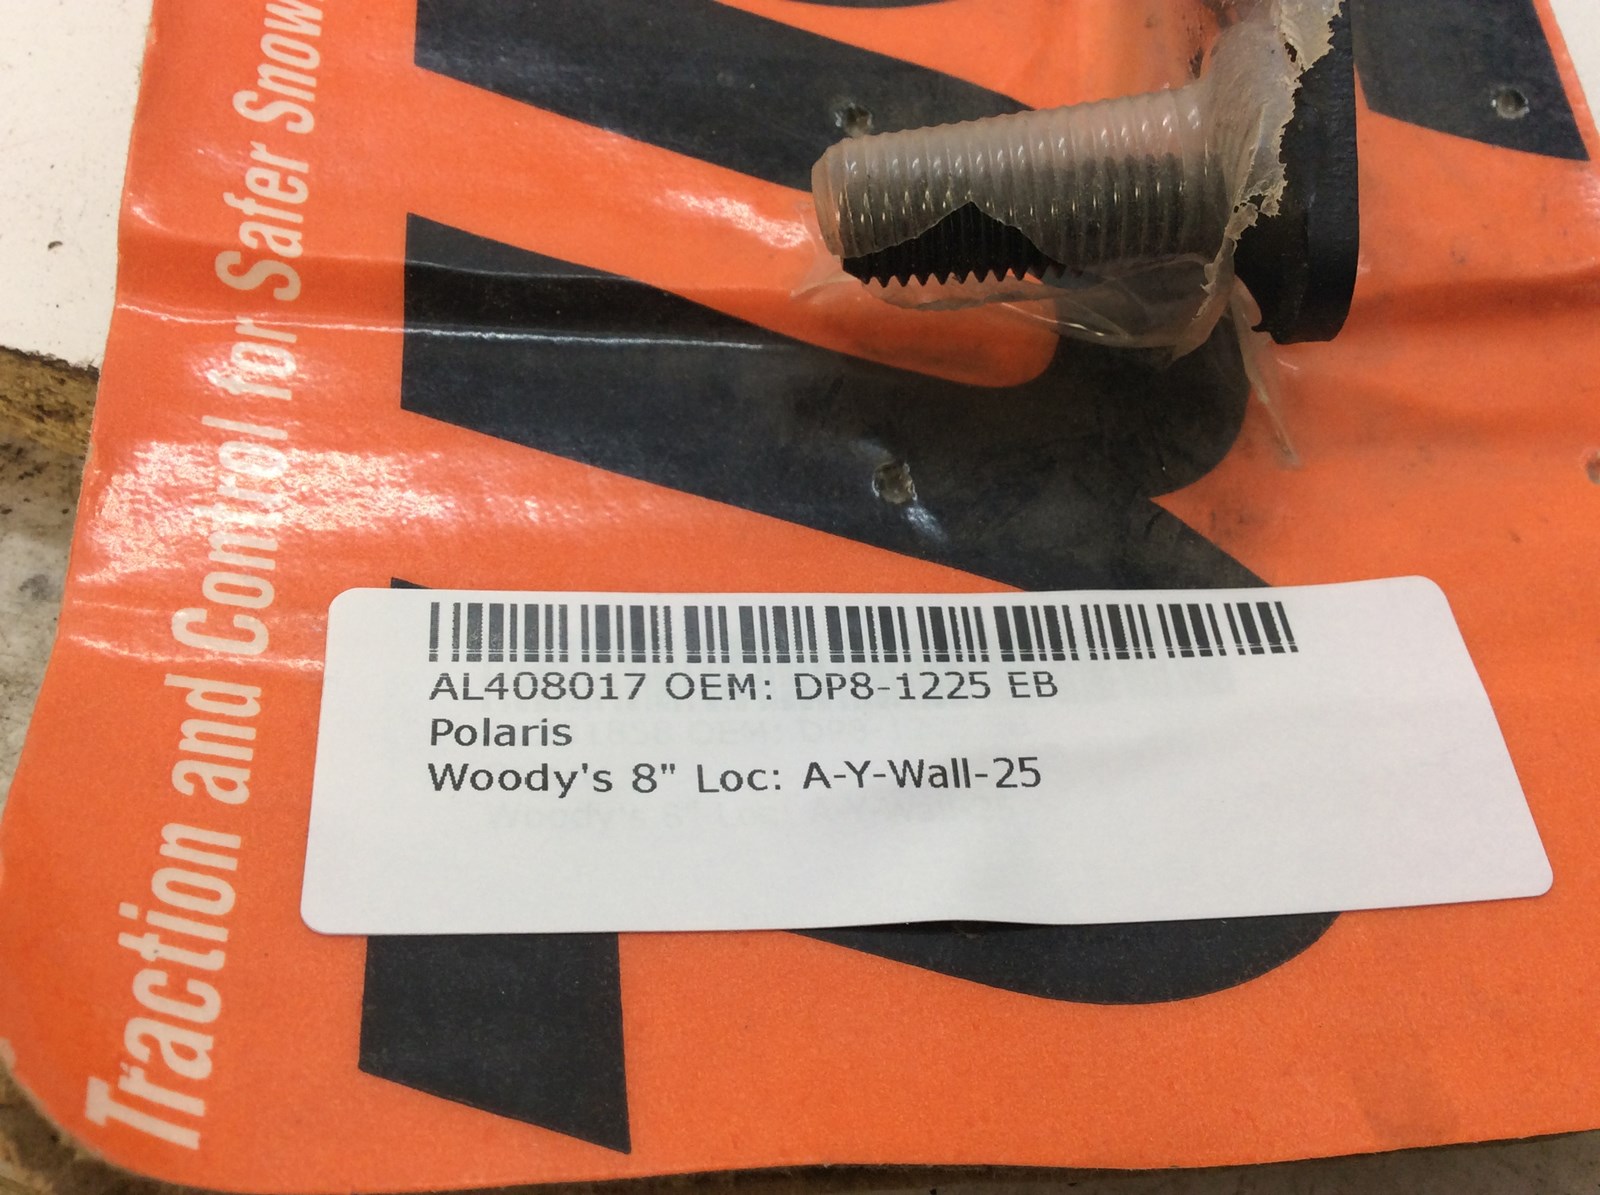 Traction and Control for Safer Snow
AL408017 OEM: DP8-1225 EB
Polaris
Woody's 8" Loc: A-Y-Wall-25